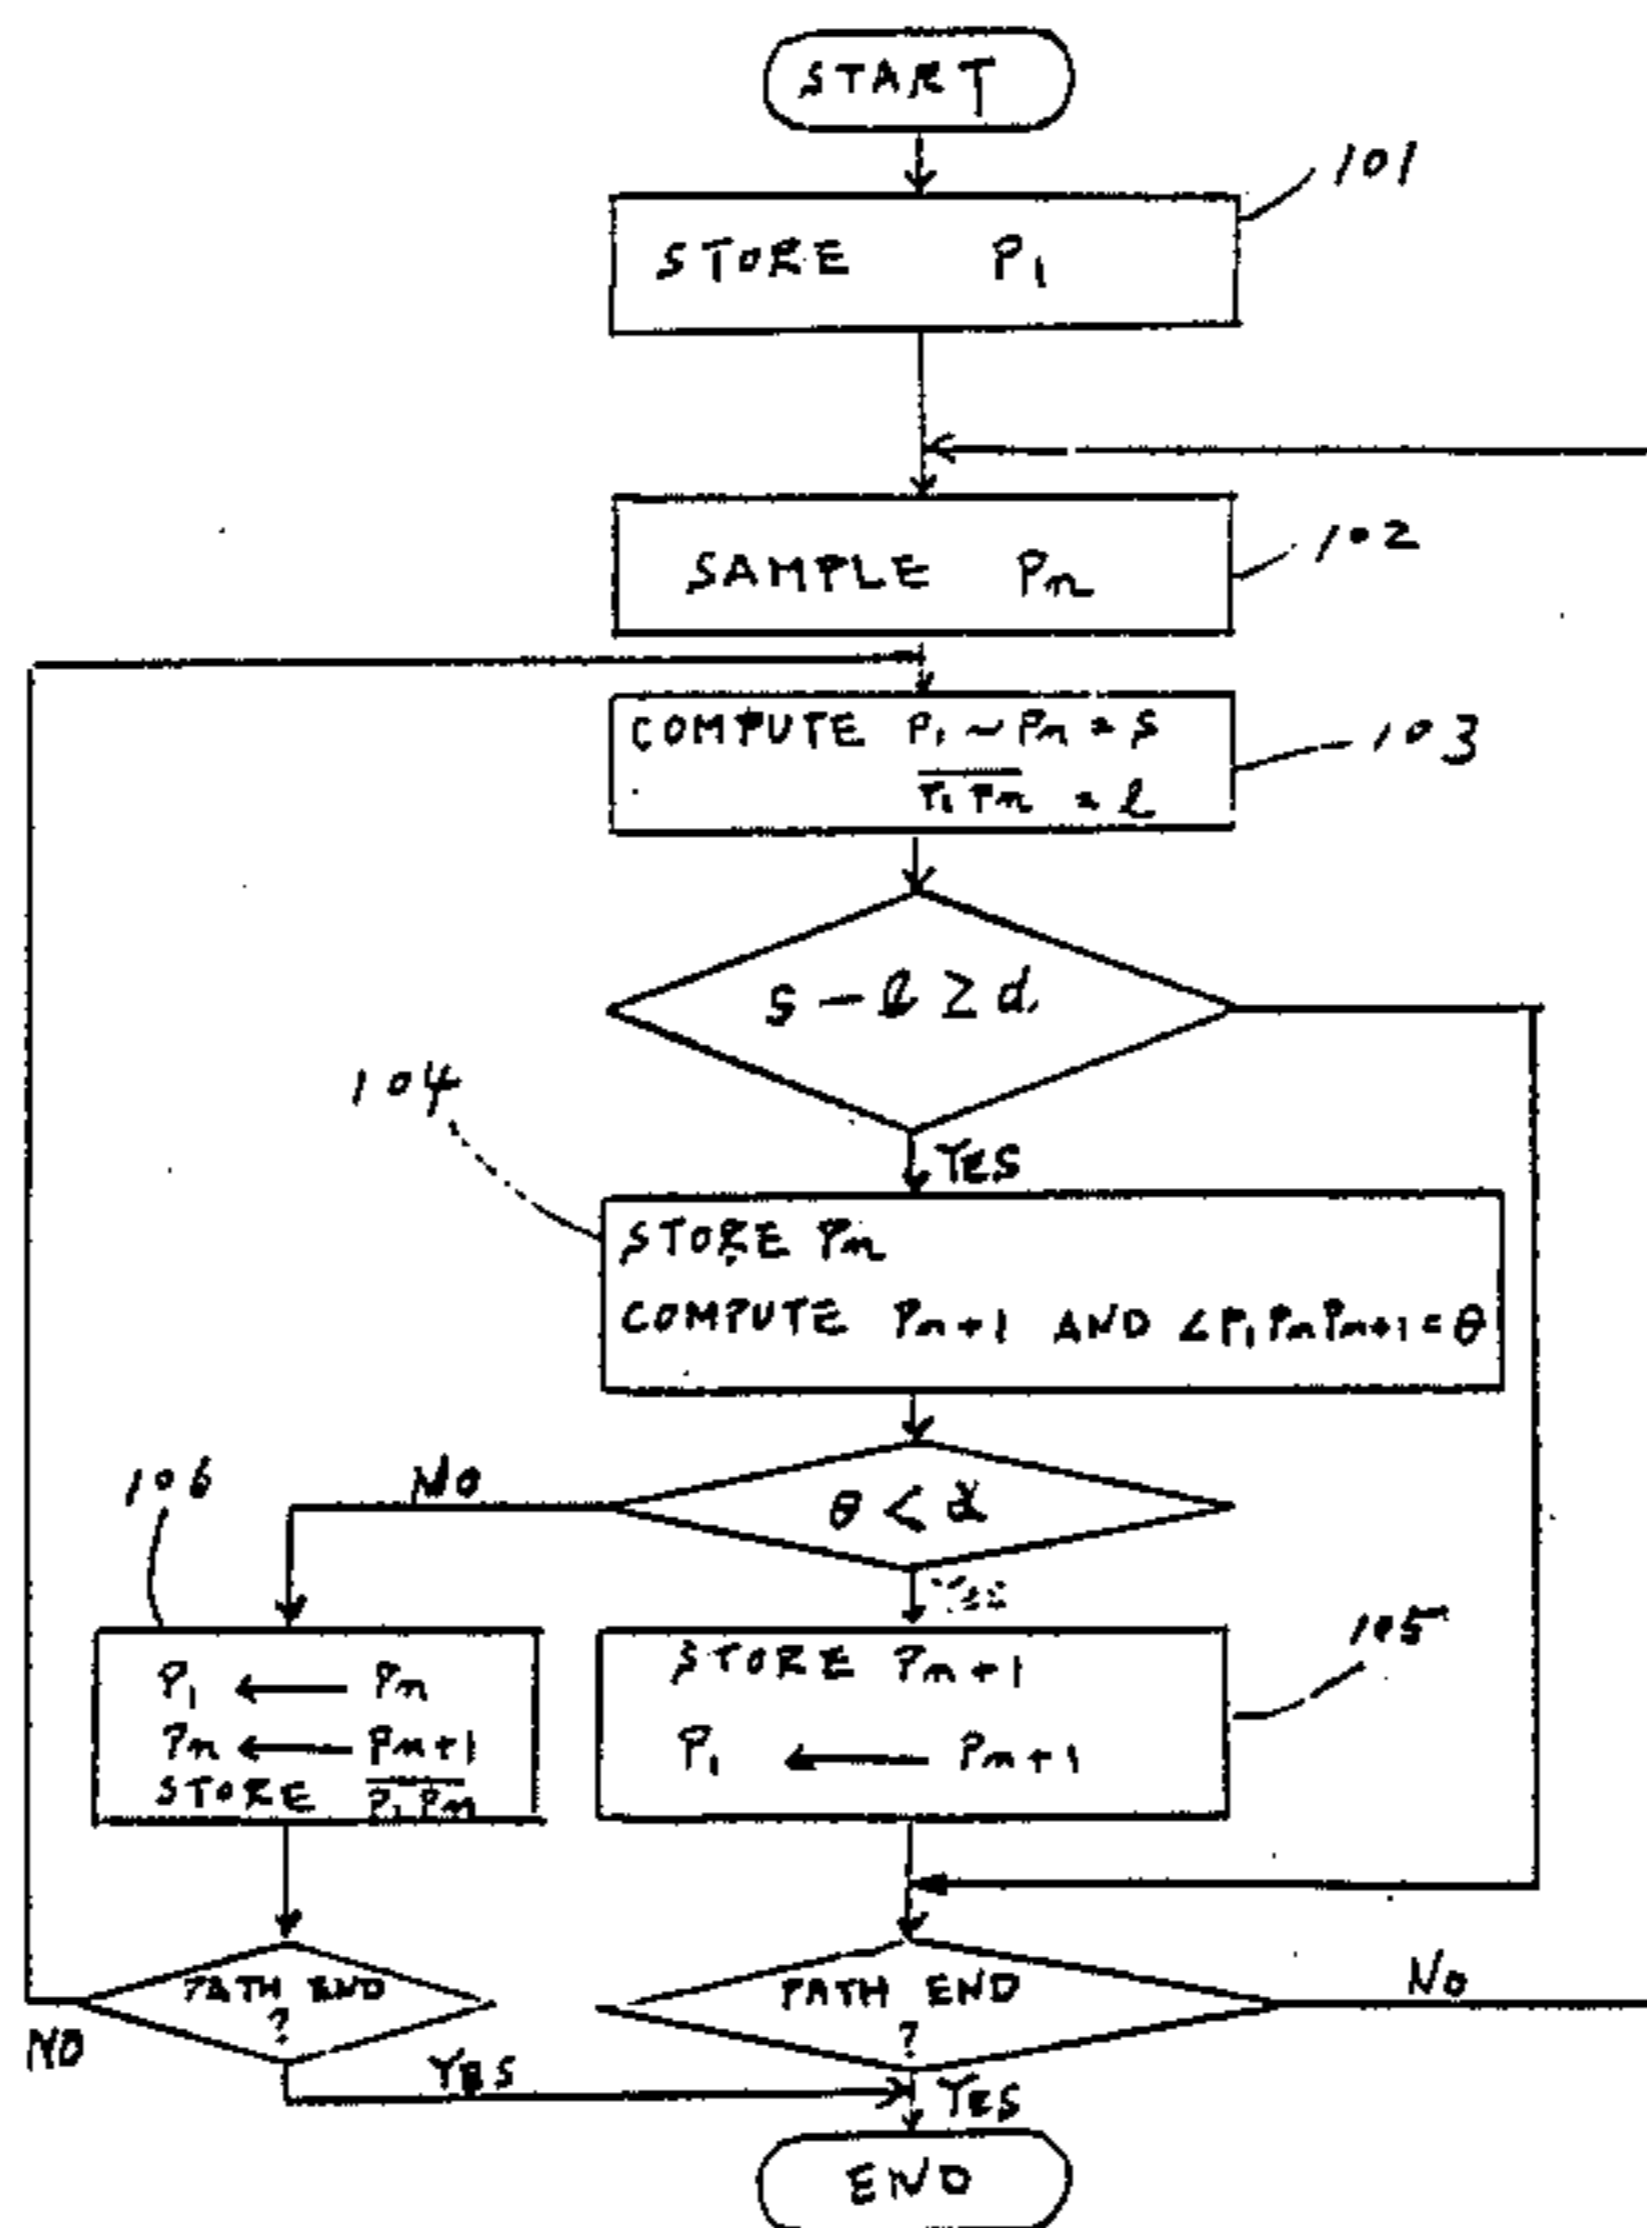 START
101
STORE P1
102
SAMPLE Pn
COMPUTE P1 ~ Pn = S
P̅1̅ ̅P̅n̅ = l
103
S - l ≥ d
104
YES
STORE Pn
COMPUTE Pn+1 AND ∠P1PnPn+1 = θ
106
NO
θ < α
YES
105
P1 ← Pn
Pn ← Pn+1
STORE P̅1̅ ̅P̅n̅
STORE Pn+1
P1 ← Pn+1
PATH END
?
NO
YES
PATH END
?
NO
YES
END